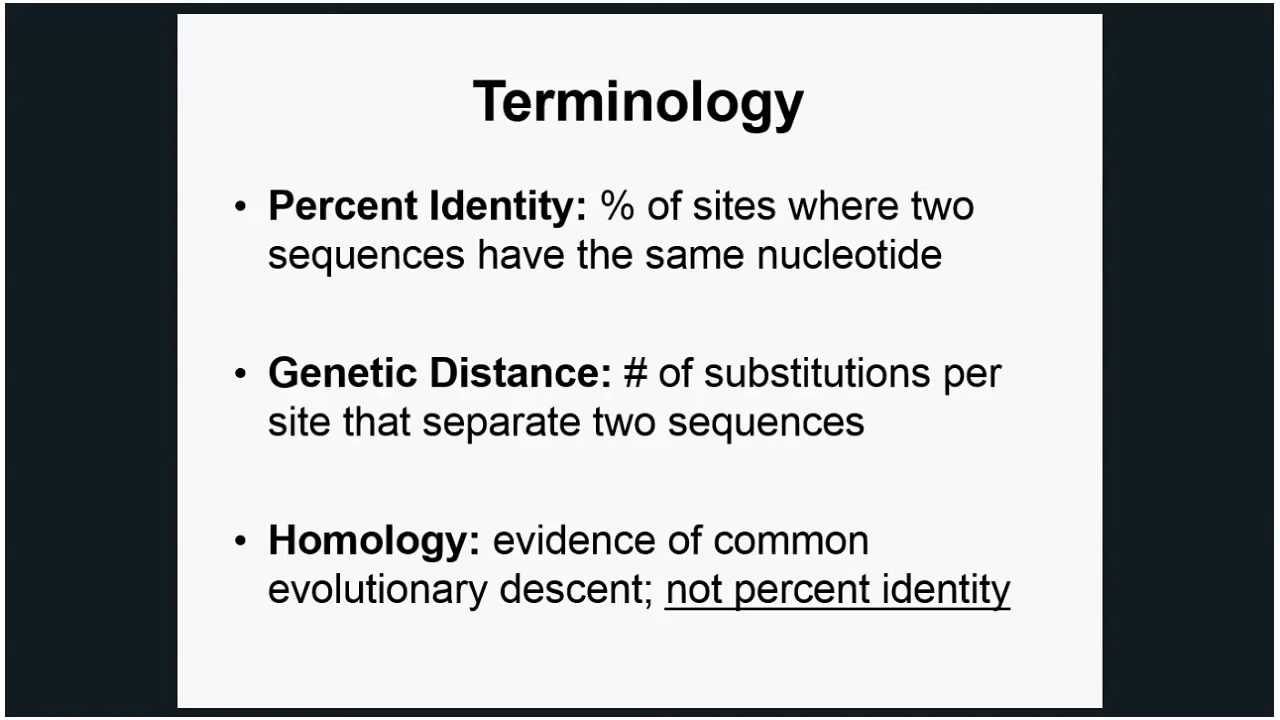 Terminology
• Percent Identity: % of sites where two
sequences have the same nucleotide
• Genetic Distance: # of substitutions per
site that separate two sequences
• Homology: evidence of common
evolutionary descent; not percent identity